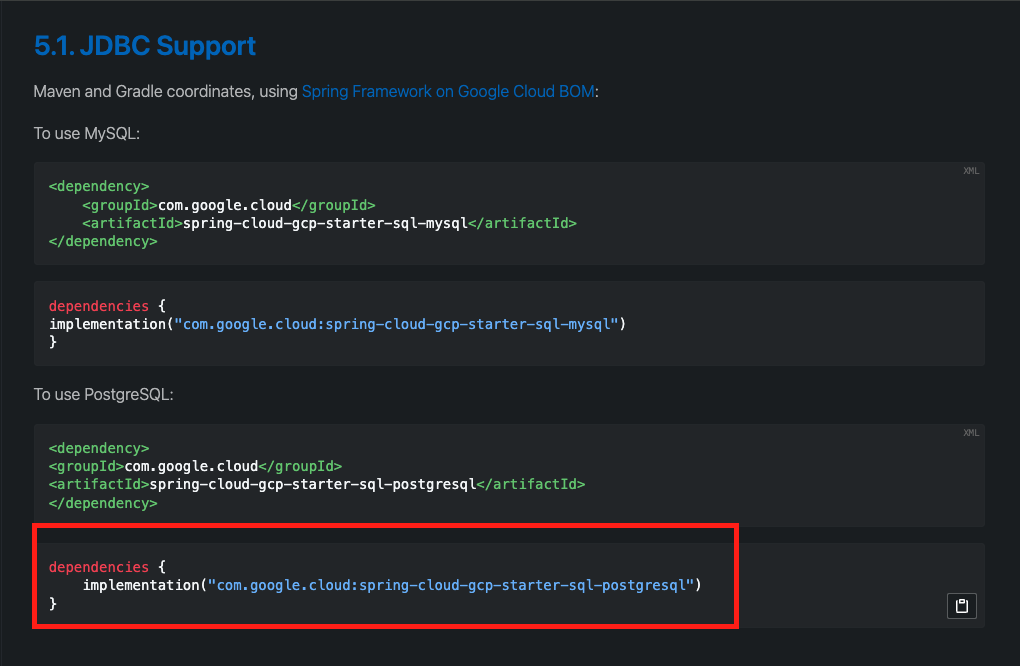 5.1. JDBC Support
Maven and Gradle coordinates, using Spring Framework on Google Cloud BOM:
To use MySQL:
XML
<dependency>
    <groupId>com.google.cloud</groupId>
    <artifactId>spring-cloud-gcp-starter-sql-mysql</artifactId>
</dependency>
dependencies {
implementation("com.google.cloud:spring-cloud-gcp-starter-sql-mysql")
}
To use PostgreSQL:
XML
<dependency>
<groupId>com.google.cloud</groupId>
<artifactId>spring-cloud-gcp-starter-sql-postgresql</artifactId>
</dependency>
dependencies {
    implementation("com.google.cloud:spring-cloud-gcp-starter-sql-postgresql")
}